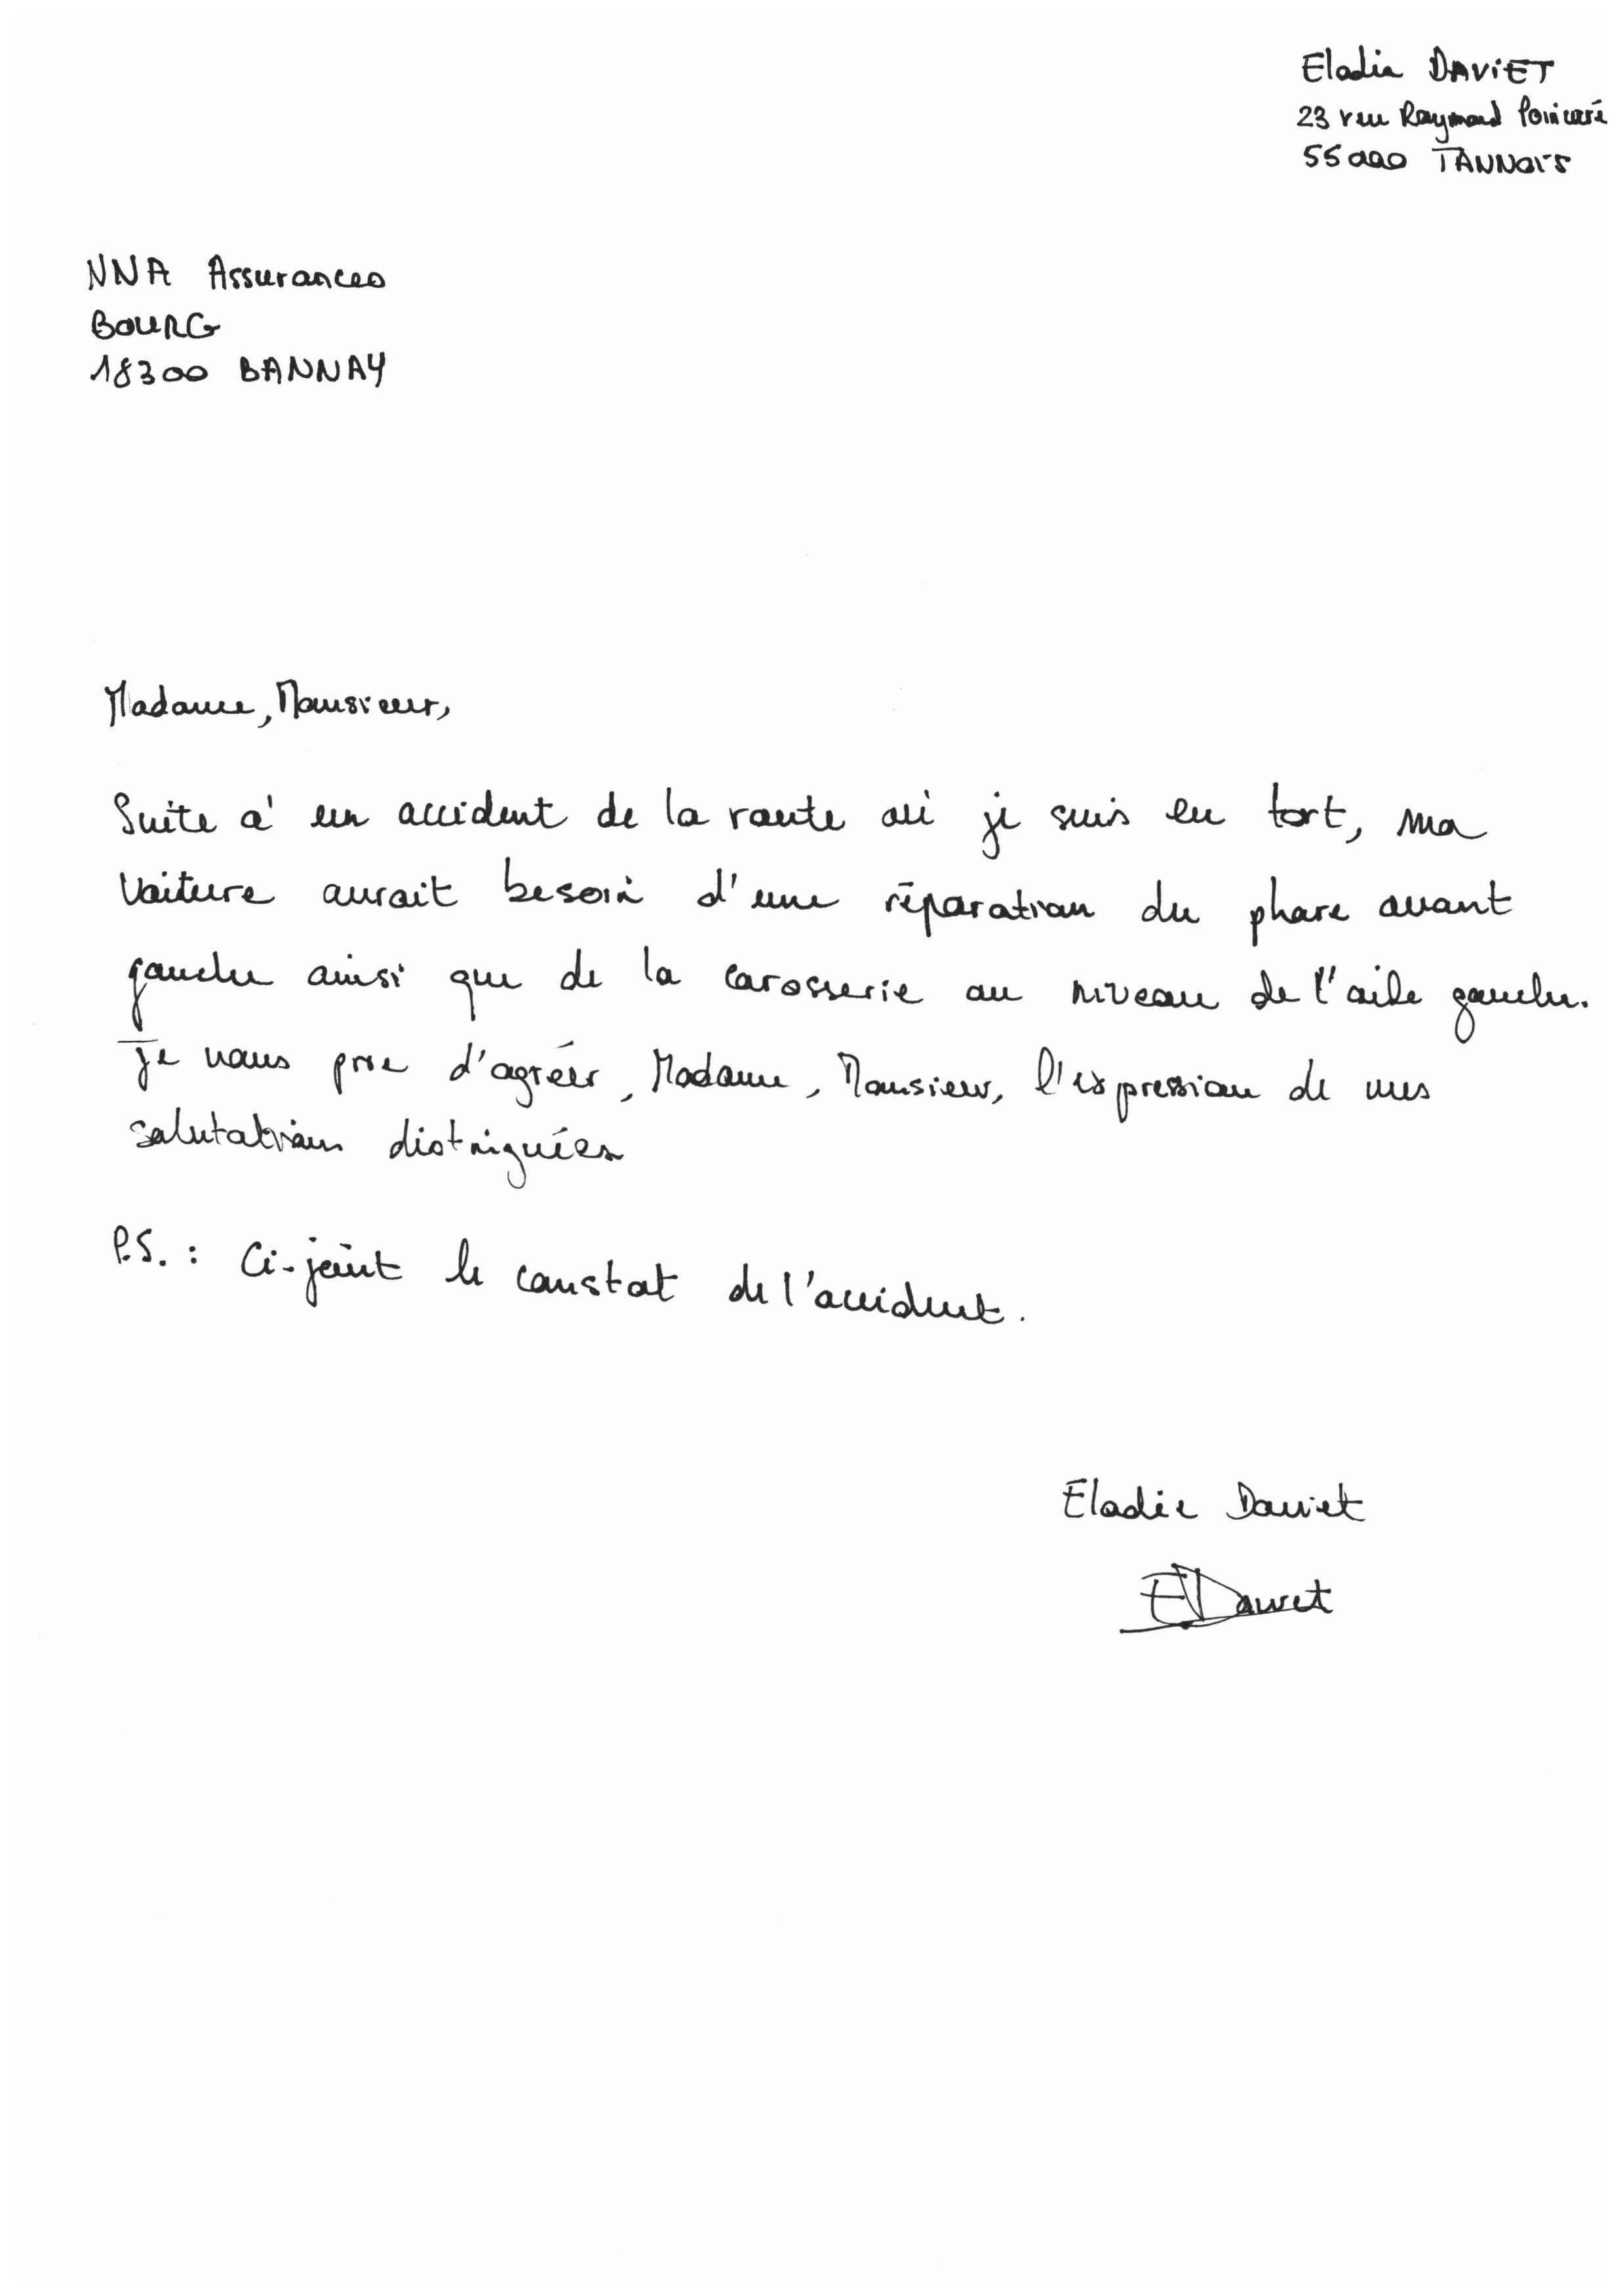 Elodie DAVIET
23 rue Raymond Poincaré
55000 TANNOIS
NNA Assurances
BOURG
18300 BANNAY
Madame, Monsieur,
Suite à un accident de la route où je suis en tort, ma
voiture aurait besoin d'une réparation du phare avant
gauche ainsi que de la carosserie au niveau de l'aile gauche.
Je vous prie d'agréer, Madame, Monsieur, l'expression de mes
salutations distinguées
P.S. : Ci-joint le constat de l'accident.
Elodie Daviet
EDaviet